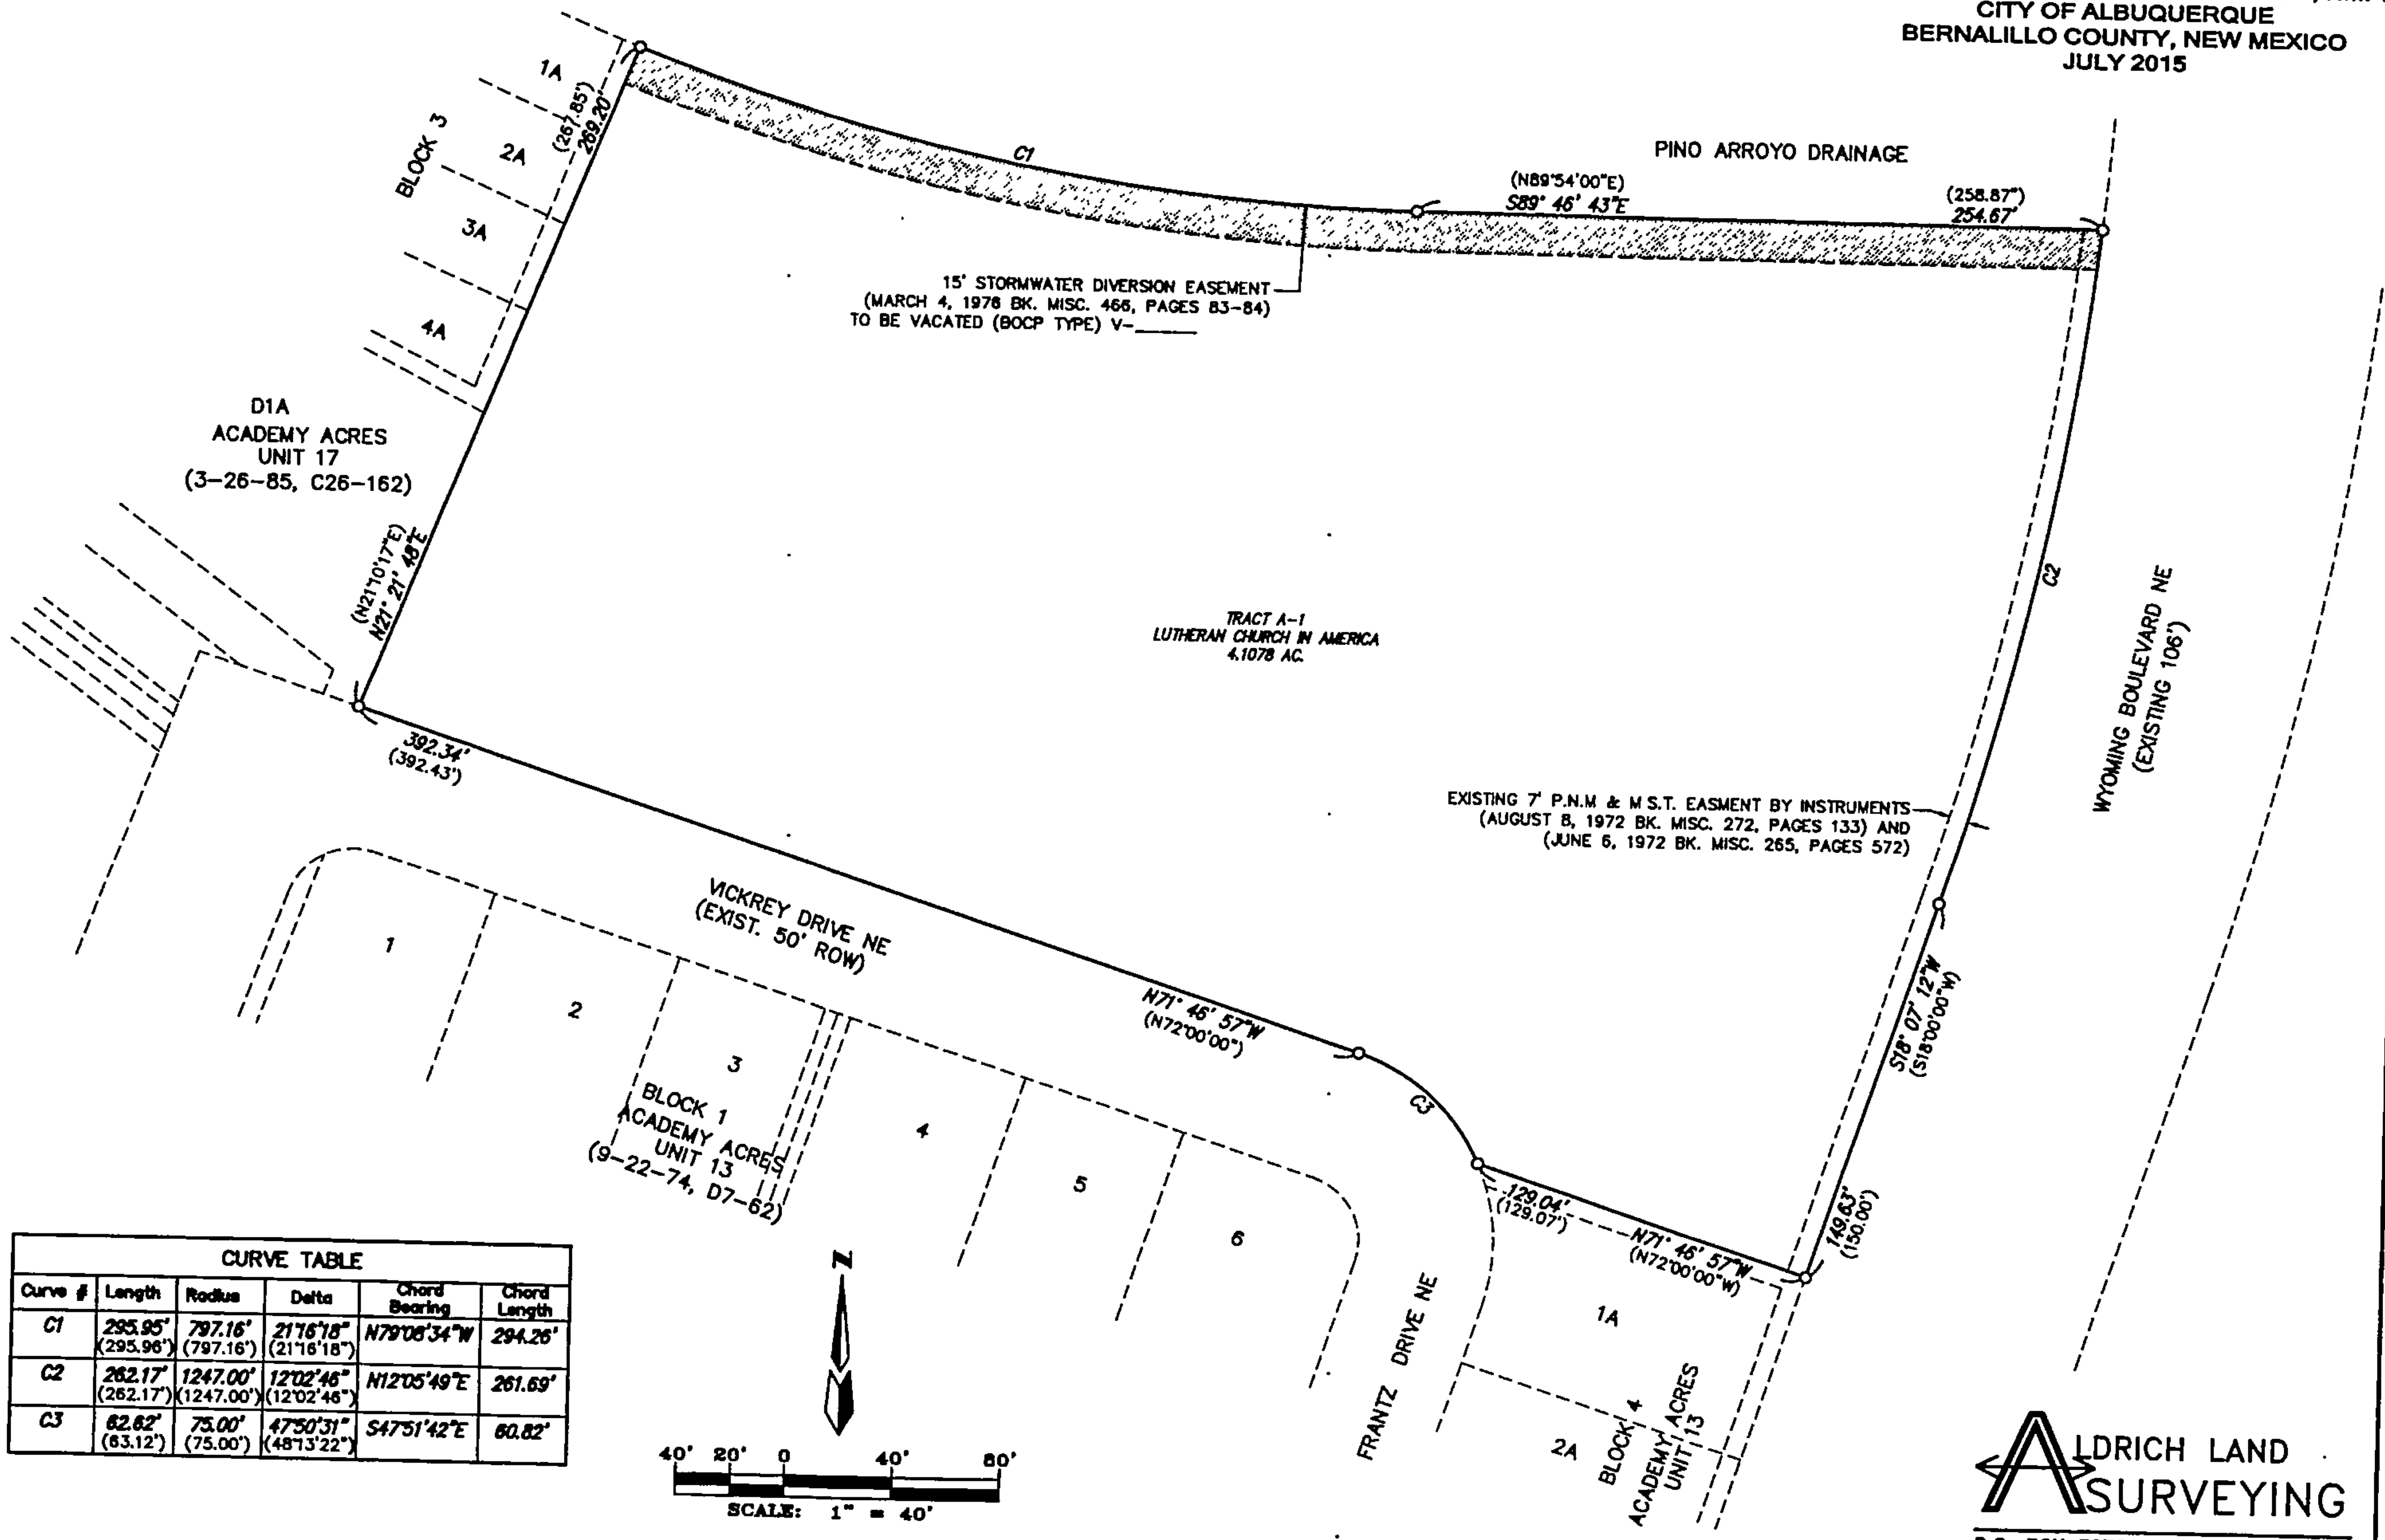 CITY OF ALBUQUERQUE
BERNALILLO COUNTY, NEW MEXICO
JULY 2015
1A
2A
3A
4A
BLOCK 3
(267.85')
269.20'
C1
PINO ARROYO DRAINAGE
(N89°54'00"E)
S89° 46' 43"E
(258.87")
254.67'
15' STORMWATER DIVERSION EASEMENT
(MARCH 4, 1976 BK. MISC. 466, PAGES 83-84)
TO BE VACATED (BOCP TYPE) V-______
D1A
ACADEMY ACRES
UNIT 17
(3-26-85, C26-162)
(N21°10'17"E)
N21° 21' 48"E
TRACT A-1
LUTHERAN CHURCH IN AMERICA
4.1078 AC.
C2
WYOMING BOULEVARD NE
(EXISTING 106')
392.34'
(392.43')
EXISTING 7' P.N.M & M S.T. EASMENT BY INSTRUMENTS
(AUGUST 8, 1972 BK. MISC. 272, PAGES 133) AND
(JUNE 6, 1972 BK. MISC. 265, PAGES 572)
VICKREY DRIVE NE
(EXIST. 50' ROW)
N71° 46' 57"W
(N72°00'00")
S18° 07' 12"W
(S18°00'00"W)
C3
1
2
3
BLOCK 1
ACADEMY ACRES
UNIT 13
(9-22-74, D7-62)
4
5
6
129.04'
(129.07')
N71° 46' 57"W
(N72°00'00"W)
149.63'
(150.00')
FRANTZ DRIVE NE
1A
2A
BLOCK 4
ACADEMY ACRES
UNIT 13
CURVE TABLE
Curve # Length Radius Delta Chord Bearing Chord Length
C1 295.95' 797.16' 21°16'18" N79°08'34"W 294.26'
(295.96') (797.16') (21°16'18")
C2 262.17' 1247.00' 12°02'46" N12°05'49"E 261.69'
(262.17') (1247.00') (12°02'46")
C3 62.62' 75.00' 47°50'31" S47°51'42"E 60.82'
(63.12') (75.00') (48°13'22")
N
40' 20' 0 40' 80'
SCALE: 1" = 40'
ALDRICH LAND
SURVEYING